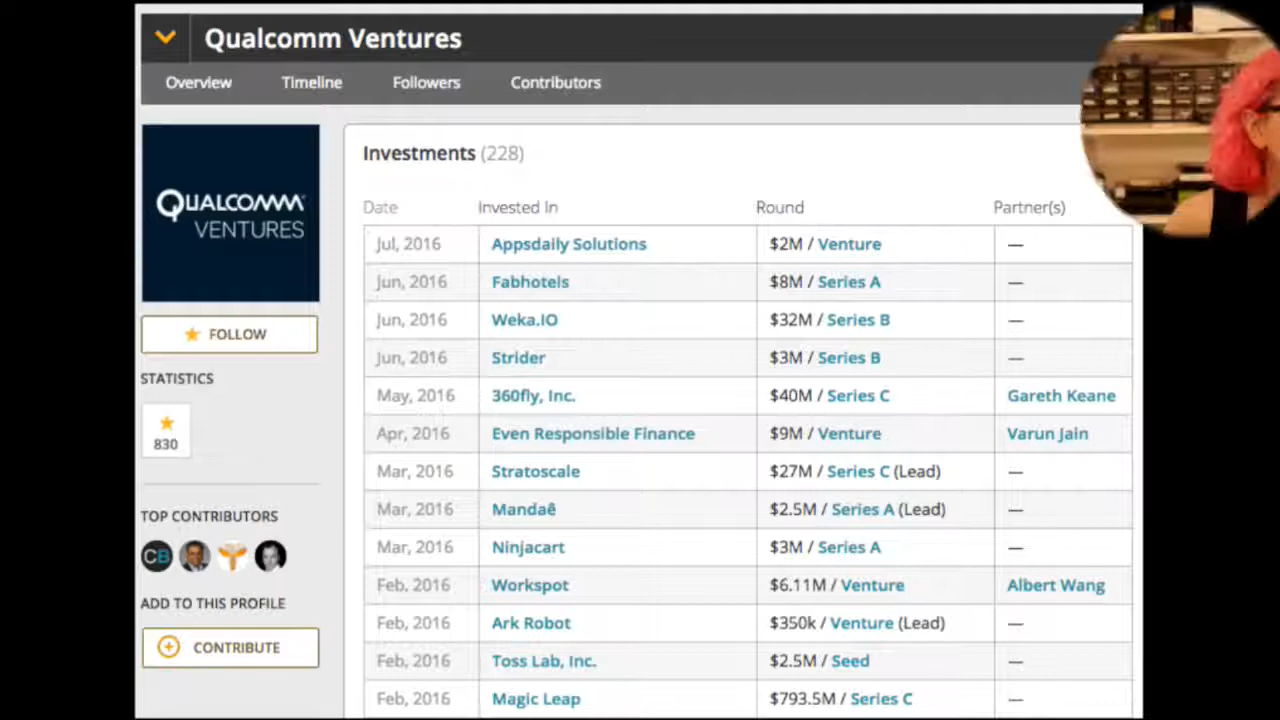 Qualcomm Ventures
Overview Timeline Followers Contributors
QUALCOMM
VENTURES
FOLLOW
STATISTICS
830
TOP CONTRIBUTORS
CB
ADD TO THIS PROFILE
CONTRIBUTE
Investments (228)
Date Invested In Round Partner(s)
Jul, 2016 Appsdaily Solutions $2M / Venture —
Jun, 2016 Fabhotels $8M / Series A —
Jun, 2016 Weka.IO $32M / Series B —
Jun, 2016 Strider $3M / Series B —
May, 2016 360fly, Inc. $40M / Series C Gareth Keane
Apr, 2016 Even Responsible Finance $9M / Venture Varun Jain
Mar, 2016 Stratoscale $27M / Series C (Lead) —
Mar, 2016 Mandaê $2.5M / Series A (Lead) —
Mar, 2016 Ninjacart $3M / Series A —
Feb, 2016 Workspot $6.11M / Venture Albert Wang
Feb, 2016 Ark Robot $350k / Venture (Lead) —
Feb, 2016 Toss Lab, Inc. $2.5M / Seed —
Feb, 2016 Magic Leap $793.5M / Series C —